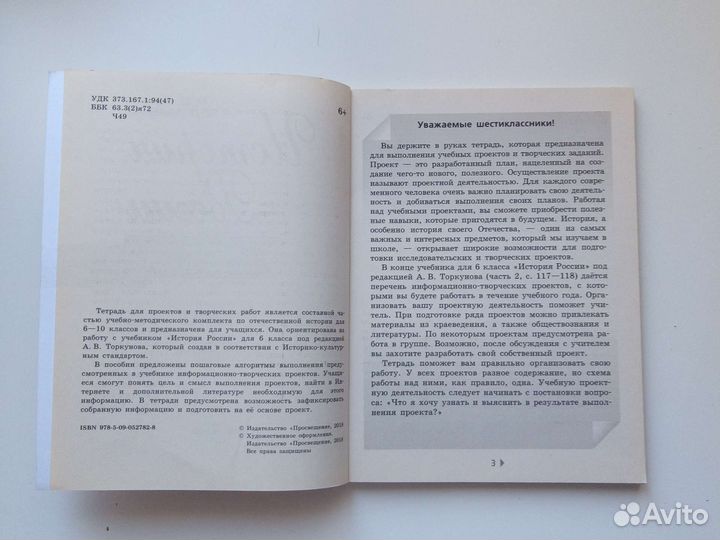 УДК 373.167.1:94(47)
ББК 63.3(2)я72
Ч49
6+
Тетрадь для проектов и творческих работ является составной ча-
стью учебно-методического комплекта по отечественной истории для
6—10 классов и предназначена для учащихся. Она ориентирована на
работу с учебником «История России» для 6 класса под редакцией
А. В. Торкунова, который создан в соответствии с Историко-культур-
ным стандартом.
В пособии предложены пошаговые алгоритмы выполнения преду-
смотренных в учебнике информационно-творческих проектов. Учащи-
еся смогут понять цель и смысл выполнения проектов, найти в Ин-
тернете и дополнительной литературе необходимую для этого
информацию. В тетради предусмотрена возможность зафиксировать
собранную информацию и подготовить на её основе проект.
ISBN 978-5-09-052782-8
© Издательство «Просвещение», 2018
© Художественное оформление.
Издательство «Просвещение», 2018
Все права защищены
Уважаемые шестиклассники!
Вы держите в руках тетрадь, которая предназначена
для выполнения учебных проектов и творческих заданий.
Проект — это разработанный план, нацеленный на со-
здание чего-то нового, полезного. Осуществление проекта
называют проектной деятельностью. Для каждого совре-
менного человека очень важно планировать свою деятель-
ность и добиваться выполнения своих планов. Работая
над учебными проектами, вы сможете приобрести полез-
ные навыки, которые пригодятся в будущем. История, а
особенно история своего Отечества, — один из самых
важных и интересных предметов, который мы изучаем в
школе, — открывает широкие возможности для подго-
товки исследовательских и творческих проектов.
В конце учебника для 6 класса «История России» под
редакцией А. В. Торкунова (часть 2, с. 117—118) даётся
перечень информационно-творческих проектов, с которы-
ми вы будете работать в течение учебного года. Органи-
зовать вашу проектную деятельность поможет учи-
тель. При подготовке ряда проектов можно привлекать
материалы из краеведения, а также обществознания и
литературы. По некоторым проектам предусмотрена
работа в группе. Возможно, после обсуждения с учителем
вы захотите разработать свой собственный проект.
Тетрадь поможет вам правильно организовать свою
работу. У всех проектов разное содержание, но схема
работы над ними, как правило, одна. Учебную проект-
ную деятельность следует начинать с постановки вопро-
са: «Что я хочу узнать и выяснить в результате выпол-
нения проекта?»
3
Avito